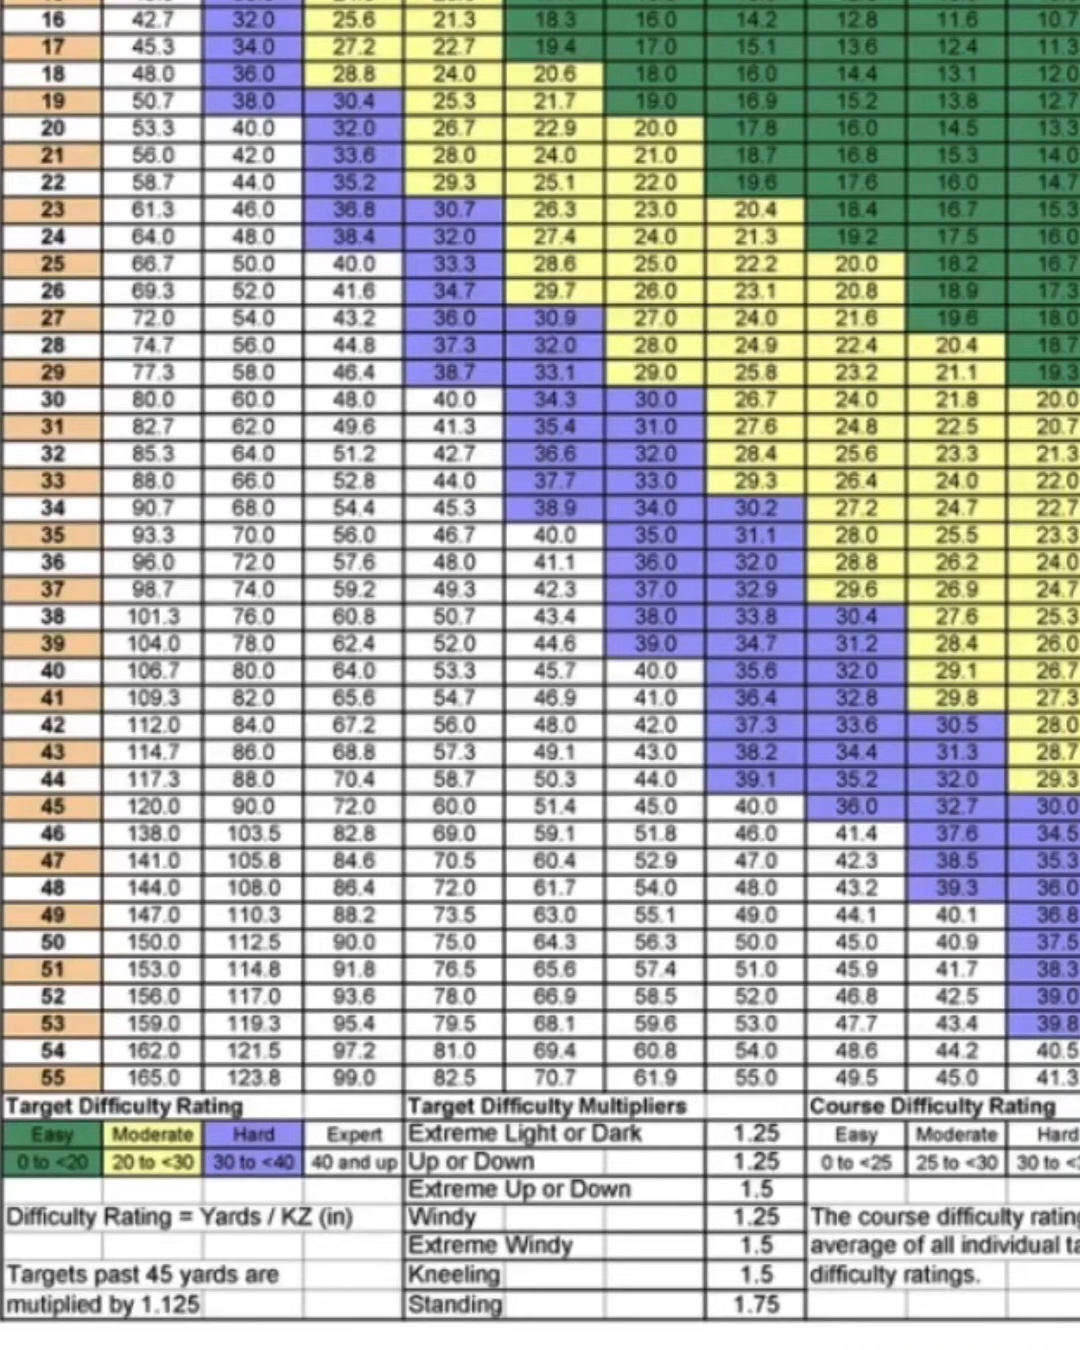 16 42.7 32.0 25.6 21.3 18.3 16.0 14.2 12.8 11.6 10.7
17 45.3 34.0 27.2 22.7 19.4 17.0 15.1 13.6 12.4 11.3
18 48.0 36.0 28.8 24.0 20.6 18.0 16.0 14.4 13.1 12.0
19 50.7 38.0 30.4 25.3 21.7 19.0 16.9 15.2 13.8 12.7
20 53.3 40.0 32.0 26.7 22.9 20.0 17.8 16.0 14.5 13.3
21 56.0 42.0 33.6 28.0 24.0 21.0 18.7 16.8 15.3 14.0
22 58.7 44.0 35.2 29.3 25.1 22.0 19.6 17.6 16.0 14.7
23 61.3 46.0 36.8 30.7 26.3 23.0 20.4 18.4 16.7 15.3
24 64.0 48.0 38.4 32.0 27.4 24.0 21.3 19.2 17.5 16.0
25 66.7 50.0 40.0 33.3 28.6 25.0 22.2 20.0 18.2 16.7
26 69.3 52.0 41.6 34.7 29.7 26.0 23.1 20.8 18.9 17.3
27 72.0 54.0 43.2 36.0 30.9 27.0 24.0 21.6 19.6 18.0
28 74.7 56.0 44.8 37.3 32.0 28.0 24.9 22.4 20.4 18.7
29 77.3 58.0 46.4 38.7 33.1 29.0 25.8 23.2 21.1 19.3
30 80.0 60.0 48.0 40.0 34.3 30.0 26.7 24.0 21.8 20.0
31 82.7 62.0 49.6 41.3 35.4 31.0 27.6 24.8 22.5 20.7
32 85.3 64.0 51.2 42.7 36.6 32.0 28.4 25.6 23.3 21.3
33 88.0 66.0 52.8 44.0 37.7 33.0 29.3 26.4 24.0 22.0
34 90.7 68.0 54.4 45.3 38.9 34.0 30.2 27.2 24.7 22.7
35 93.3 70.0 56.0 46.7 40.0 35.0 31.1 28.0 25.5 23.3
36 96.0 72.0 57.6 48.0 41.1 36.0 32.0 28.8 26.2 24.0
37 98.7 74.0 59.2 49.3 42.3 37.0 32.9 29.6 26.9 24.7
38 101.3 76.0 60.8 50.7 43.4 38.0 33.8 30.4 27.6 25.3
39 104.0 78.0 62.4 52.0 44.6 39.0 34.7 31.2 28.4 26.0
40 106.7 80.0 64.0 53.3 45.7 40.0 35.6 32.0 29.1 26.7
41 109.3 82.0 65.6 54.7 46.9 41.0 36.4 32.8 29.8 27.3
42 112.0 84.0 67.2 56.0 48.0 42.0 37.3 33.6 30.5 28.0
43 114.7 86.0 68.8 57.3 49.1 43.0 38.2 34.4 31.3 28.7
44 117.3 88.0 70.4 58.7 50.3 44.0 39.1 35.2 32.0 29.3
45 120.0 90.0 72.0 60.0 51.4 45.0 40.0 36.0 32.7 30.0
46 138.0 103.5 82.8 69.0 59.1 51.8 46.0 41.4 37.6 34.5
47 141.0 105.8 84.6 70.5 60.4 52.9 47.0 42.3 38.5 35.3
48 144.0 108.0 86.4 72.0 61.7 54.0 48.0 43.2 39.3 36.0
49 147.0 110.3 88.2 73.5 63.0 55.1 49.0 44.1 40.1 36.8
50 150.0 112.5 90.0 75.0 64.3 56.3 50.0 45.0 40.9 37.5
51 153.0 114.8 91.8 76.5 65.6 57.4 51.0 45.9 41.7 38.3
52 156.0 117.0 93.6 78.0 66.9 58.5 52.0 46.8 42.5 39.0
53 159.0 119.3 95.4 79.5 68.1 59.6 53.0 47.7 43.4 39.8
54 162.0 121.5 97.2 81.0 69.4 60.8 54.0 48.6 44.2 40.5
55 165.0 123.8 99.0 82.5 70.7 61.9 55.0 49.5 45.0 41.3
Target Difficulty Rating Target Difficulty Multipliers Course Difficulty Rating
Easy Moderate Hard Expert Extreme Light or Dark 1.25 Easy Moderate Hard
0 to <20 20 to <30 30 to <40 40 and up Up or Down 1.25 0 to <25 25 to <30 30 to <
Extreme Up or Down 1.5
Difficulty Rating = Yards / KZ (in) Windy 1.25 The course difficulty rating
Extreme Windy 1.5 average of all individual ta
Targets past 45 yards are Kneeling 1.5 difficulty ratings.
mutiplied by 1.125 Standing 1.75